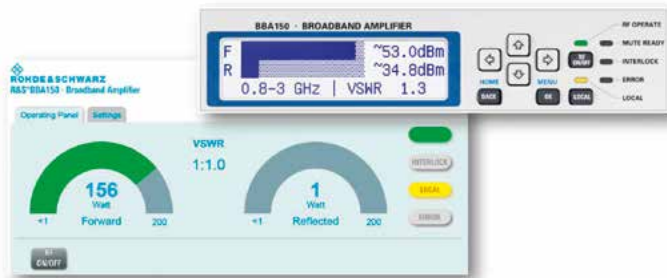 BBA150 · BROADBAND AMPLIFIER
F ~53.0dBm
R ~34.8dBm
0.8-3 GHz | VSWR 1.3
HOME
MENU
BACK
OK
RF ON/OFF
LOCAL
RF OPERATE
MUTE READY
INTERLOCK
ERROR
LOCAL
ROHDE&SCHWARZ
R&S®BBA150 · Broadband Amplifier
Operating Panel
Settings
VSWR
1:1.0
156
Watt
<1 Forward 200
1
Watt
<1 Reflected 200
INTERLOCK
LOCAL
ERROR
RF
ON/OFF